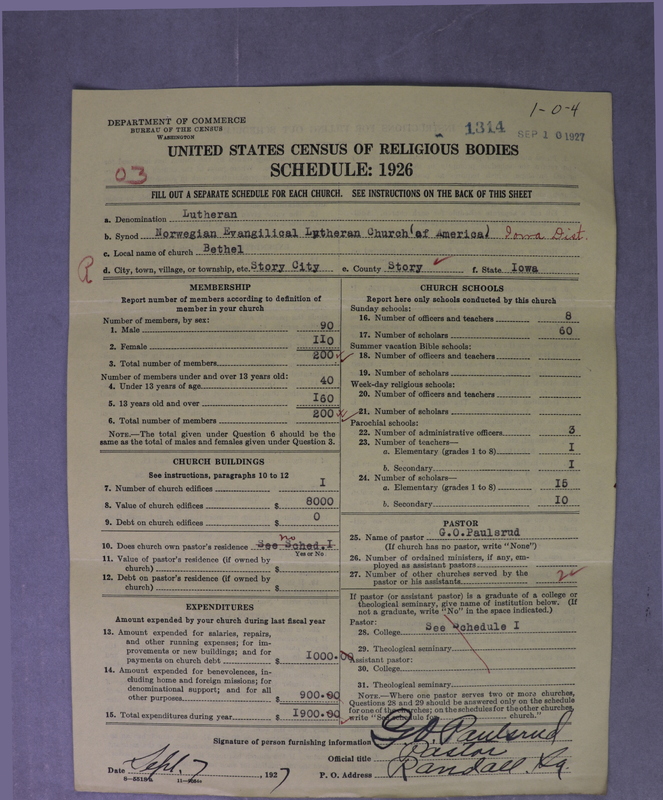 1-0-4
DEPARTMENT OF COMMERCE
BUREAU OF THE CENSUS
WASHINGTON
1314 SEP 10 1927
UNITED STATES CENSUS OF RELIGIOUS BODIES
SCHEDULE: 1926
03
FILL OUT A SEPARATE SCHEDULE FOR EACH CHURCH. SEE INSTRUCTIONS ON THE BACK OF THIS SHEET
a. Denomination Lutheran
b. Synod Norwegian Evangilical Lutheran Church(of America) Iowa Dist.
c. Local name of church Bethel
R d. City, town, village, or township, etc. Story City e. County Story f. State Iowa
MEMBERSHIP
Report number of members according to definition of
member in your church
Number of members, by sex:
1. Male 90
2. Female 110
3. Total number of members 200
Number of members under and over 13 years old:
4. Under 13 years of age 40
5. 13 years old and over 160
6. Total number of members 200
NOTE.—The total given under Question 6 should be the
same as the total of males and females given under Question 3.
CHURCH BUILDINGS
See instructions, paragraphs 10 to 12
7. Number of church edifices I
8. Value of church edifices $ 8000
9. Debt on church edifices $ 0
no
10. Does church own pastor's residence See Sched.I
Yes or No
11. Value of pastor's residence (if owned by
church) $
12. Debt on pastor's residence (if owned by
church) $
EXPENDITURES
Amount expended by your church during last fiscal year
13. Amount expended for salaries, repairs,
and other running expenses; for im-
provements or new buildings; and for
payments on church debt $ 1000.00
14. Amount expended for benevolences, in-
cluding home and foreign missions; for
denominational support; and for all
other purposes $ 900.00
15. Total expenditures during year $ 1900.00
CHURCH SCHOOLS
Report here only schools conducted by this church
Sunday schools:
16. Number of officers and teachers 8
17. Number of scholars 60
Summer vacation Bible schools:
18. Number of officers and teachers
19. Number of scholars
Week-day religious schools:
20. Number of officers and teachers
21. Number of scholars
Parochial schools:
22. Number of administrative officers 3
23. Number of teachers—
a. Elementary (grades 1 to 8) I
b. Secondary I
24. Number of scholars—
a. Elementary (grades 1 to 8) 15
b. Secondary 10
PASTOR
25. Name of pastor G.O.Paulsrud
(If church has no pastor, write "None")
26. Number of ordained ministers, if any, em-
ployed as assistant pastors
27. Number of other churches served by the
pastor or his assistants 2
If pastor (or assistant pastor) is a graduate of a college or
theological seminary, give name of institution below. (If
not a graduate, write "No" in the space indicated.)
Pastor:
28. College See Schedule I
29. Theological seminary
Assistant pastor:
30. College
31. Theological seminary
NOTE.—Where one pastor serves two or more churches,
Questions 28 and 29 should be answered only on the schedule
for one of the churches; on the schedules for the other churches,
write "See schedule for church."
Signature of person furnishing information G.O. Paulsrud
Official title Pastor
Date Sept. 7, 1927 P. O. Address Randall, Ia